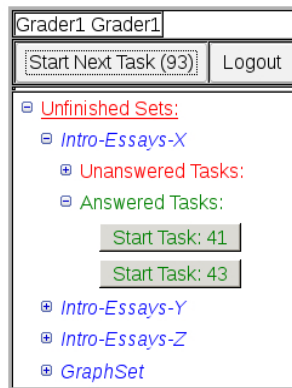 Grader1 Grader1
Start Next Task (93) Logout
Unfinished Sets:
Intro-Essays-X
Unanswered Tasks:
Answered Tasks:
Start Task: 41
Start Task: 43
Intro-Essays-Y
Intro-Essays-Z
GraphSet